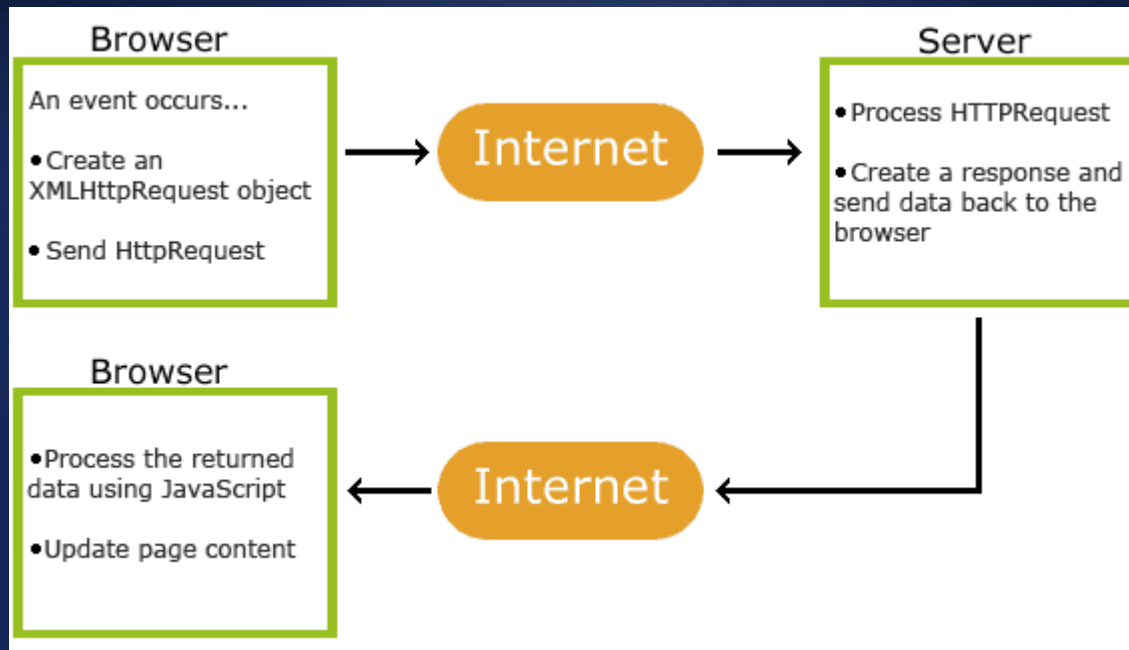 Browser
An event occurs...
•Create an
XMLHttpRequest object
• Send HttpRequest
Internet
Server
•Process HTTPRequest
•Create a response and
send data back to the
browser
Browser
•Process the returned
data using JavaScript
•Update page content
Internet